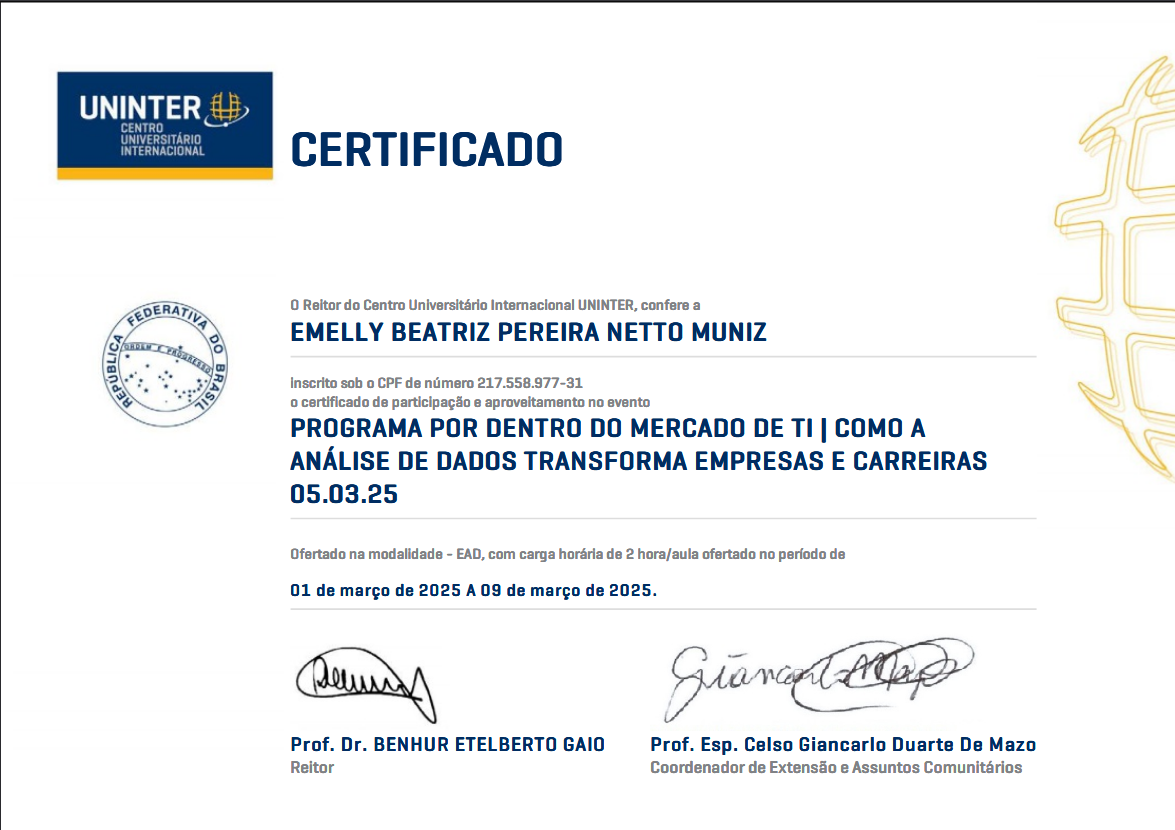 UNINTER
CENTRO
UNIVERSITÁRIO
INTERNACIONAL
CERTIFICADO
REPÚBLICA FEDERATIVA DO BRASIL
ORDEM E PROGRESSO
O Reitor do Centro Universitário Internacional UNINTER, confere a
EMELLY BEATRIZ PEREIRA NETTO MUNIZ
inscrito sob o CPF de número 217.558.977-31
o certificado de participação e aproveitamento no evento
PROGRAMA POR DENTRO DO MERCADO DE TI | COMO A
ANÁLISE DE DADOS TRANSFORMA EMPRESAS E CARREIRAS
05.03.25
Ofertado na modalidade - EAD, com carga horária de 2 hora/aula ofertado no período de
01 de março de 2025 A 09 de março de 2025.
Prof. Dr. BENHUR ETELBERTO GAIO
Reitor
Prof. Esp. Celso Giancarlo Duarte De Mazo
Coordenador de Extensão e Assuntos Comunitários